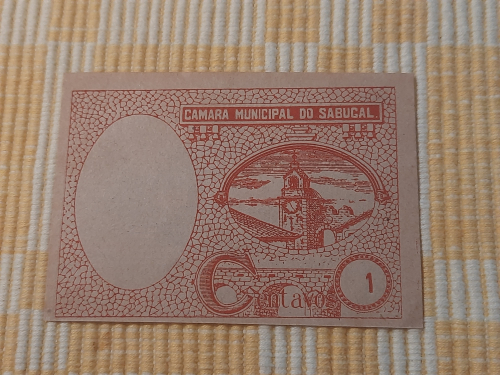 CAMARA MUNICIPAL DO SABUGAL.
Centavos
1